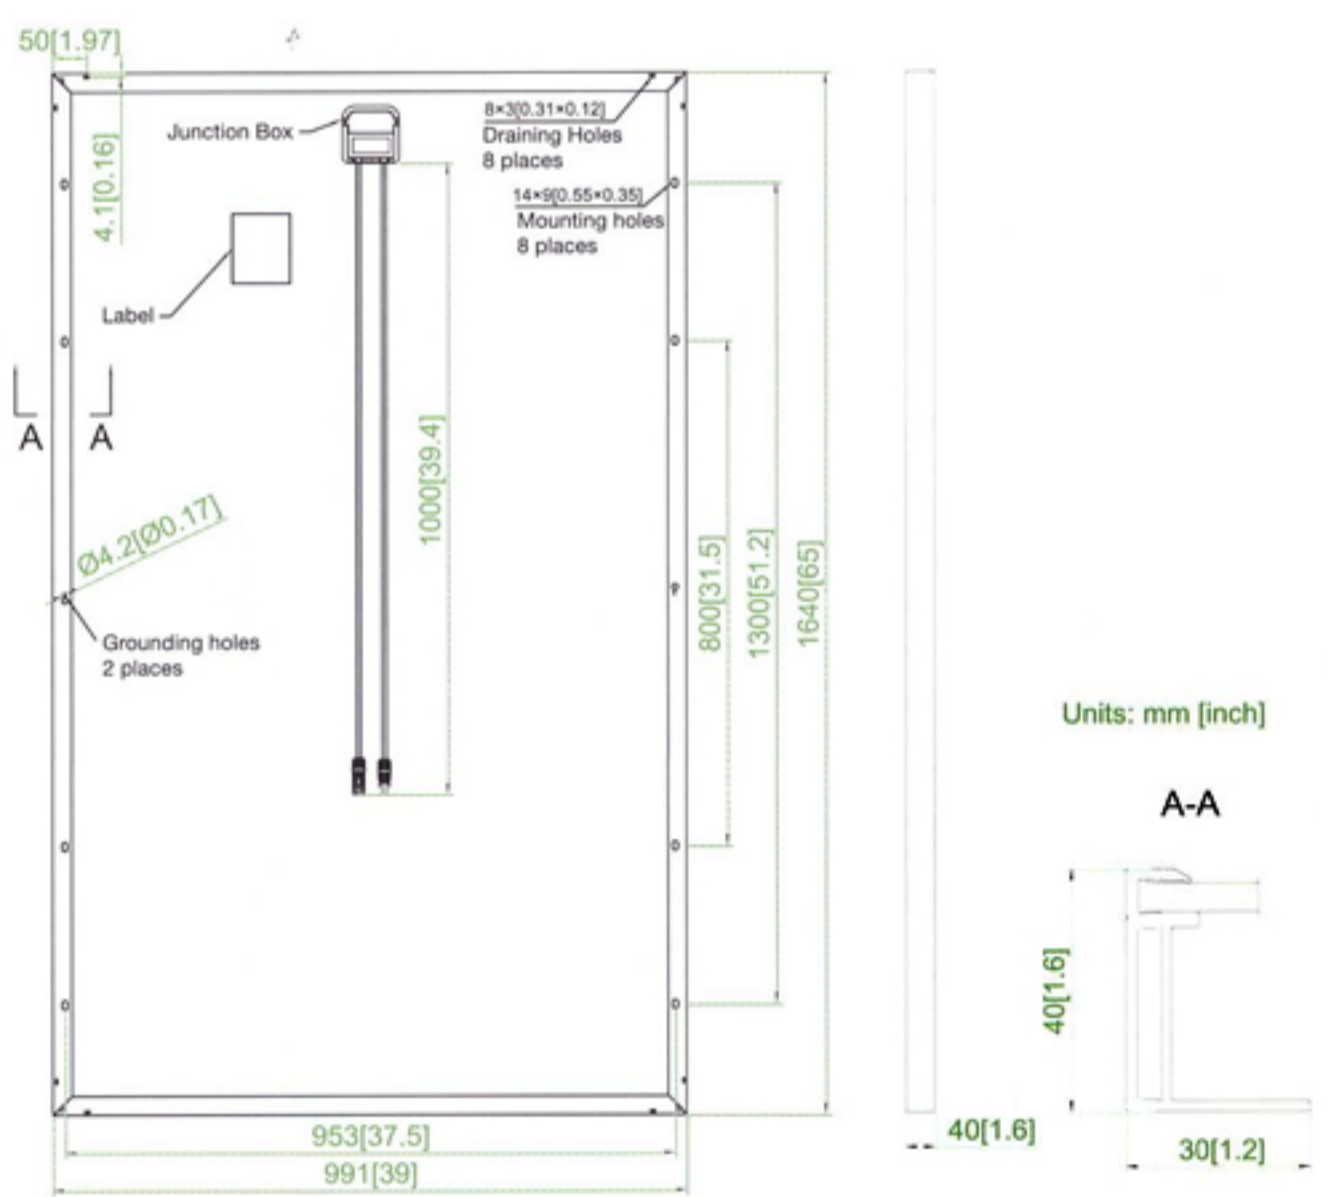 50[1.97]
4.1[0.16]
Junction Box
8×3[0.31×0.12]
Draining Holes
8 places
14×9[0.55×0.35]
Mounting holes
8 places
Label
A A
1000[39.4]
Ø4.2[Ø0.17]
Grounding holes
2 places
800[31.5]
1300[51.2]
1640[65]
Units: mm [inch]
A-A
40[1.6]
40[1.6]
30[1.2]
953[37.5]
991[39]